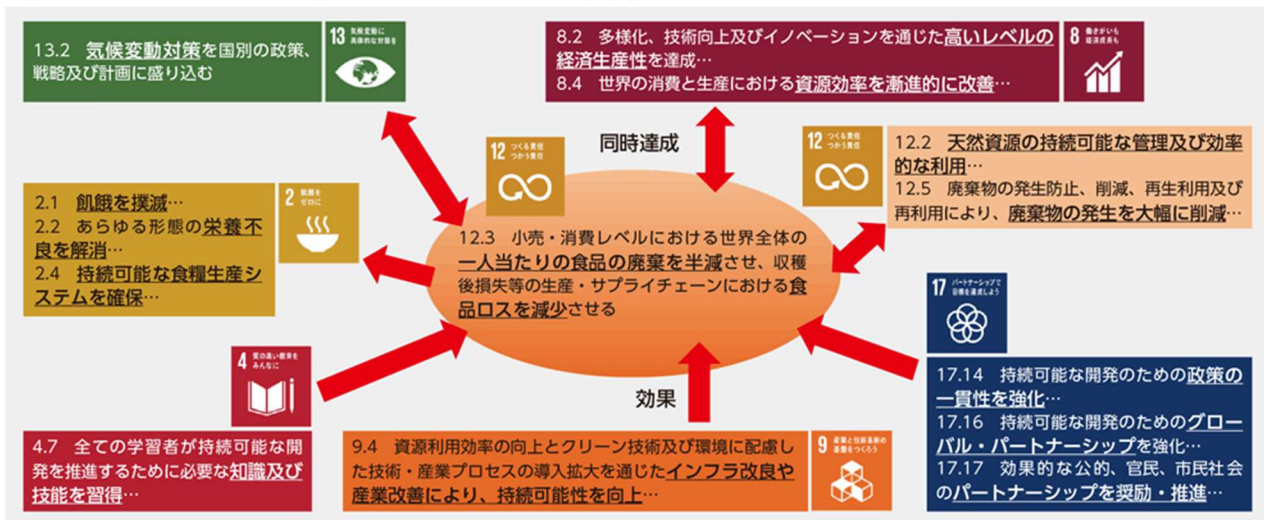 13.2 気候変動対策を国別の政策、
戦略及び計画に盛り込む
13 気候変動に
具体的な対策を
8.2 多様化、技術向上及びイノベーションを通じた高いレベルの
経済生産性を達成…
8.4 世界の消費と生産における資源効率を漸進的に改善…
8 働きがいも
経済成長も
同時達成
12 つくる責任
つかう責任
12 つくる責任
つかう責任
12.2 天然資源の持続可能な管理及び効率
的な利用…
12.5 廃棄物の発生防止、削減、再生利用及び
再利用により、廃棄物の発生を大幅に削減…
2.1 飢餓を撲滅…
2.2 あらゆる形態の栄養不
良を解消…
2.4 持続可能な食糧生産シ
ステムを確保…
2 飢餓を
ゼロに
12.3 小売・消費レベルにおける世界全体の
一人当たりの食品の廃棄を半減させ、収穫
後損失等の生産・サプライチェーンにおける食
品ロスを減少させる
17 パートナーシップで
目標を達成しよう
4 質の高い教育を
みんなに
効果
17.14 持続可能な開発のための政策の
一貫性を強化…
17.16 持続可能な開発のためのグロー
バル・パートナーシップを強化…
17.17 効果的な公的、官民、市民社会
のパートナーシップを奨励・推進…
4.7 全ての学習者が持続可能な開
発を推進するために必要な知識及び
技能を習得…
9.4 資源利用効率の向上とクリーン技術及び環境に配慮し
た技術・産業プロセスの導入拡大を通じたインフラ改良や
産業改善により、持続可能性を向上…
9 産業と技術革新の
基盤をつくろう